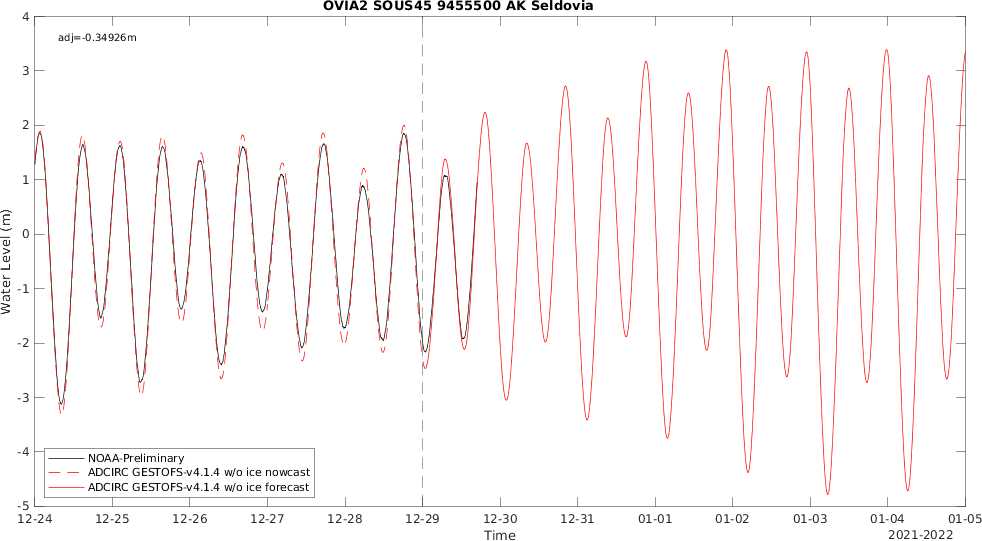 OVIA2 SOUS45 9455500 AK Seldovia
adj=-0.34926m
4
3
2
1
0
-1
-2
-3
-4
-5
Water Level (m)
NOAA-Preliminary
ADCIRC GESTOFS-v4.1.4 w/o ice nowcast
ADCIRC GESTOFS-v4.1.4 w/o ice forecast
12-24 12-25 12-26 12-27 12-28 12-29 12-30 12-31 01-01 01-02 01-03 01-04 01-05
Time
2021-2022